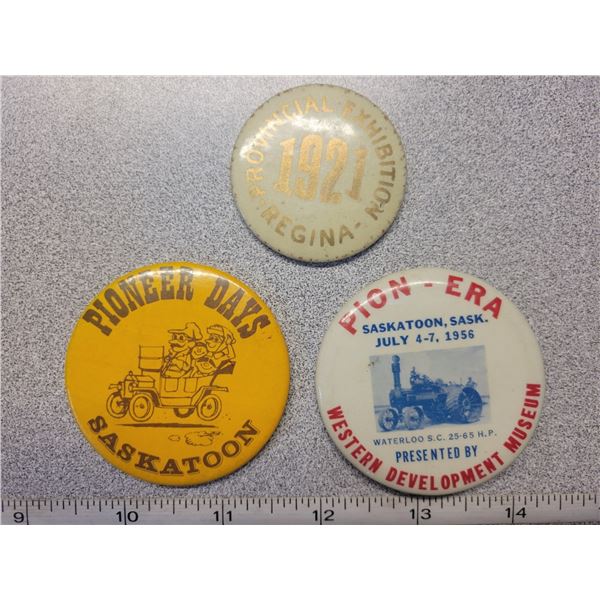 PROVINCIAL EXHIBITION
1921
-REGINA-
PIONEER DAYS
SASKATOON
PION-ERA
SASKATOON, SASK.
JULY 4-7, 1956
WATERLOO S.C. 25-65 H.P.
PRESENTED BY
WESTERN DEVELOPMENT MUSEUM
9 10 11 12 13 14